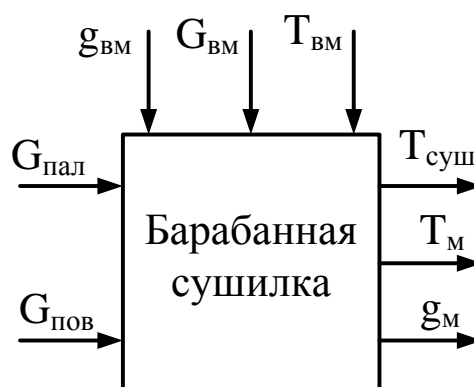 gвм Gвм Tвм
Gпал
Tсуш
Барабанная
сушилка
Tм
Gпов
gм